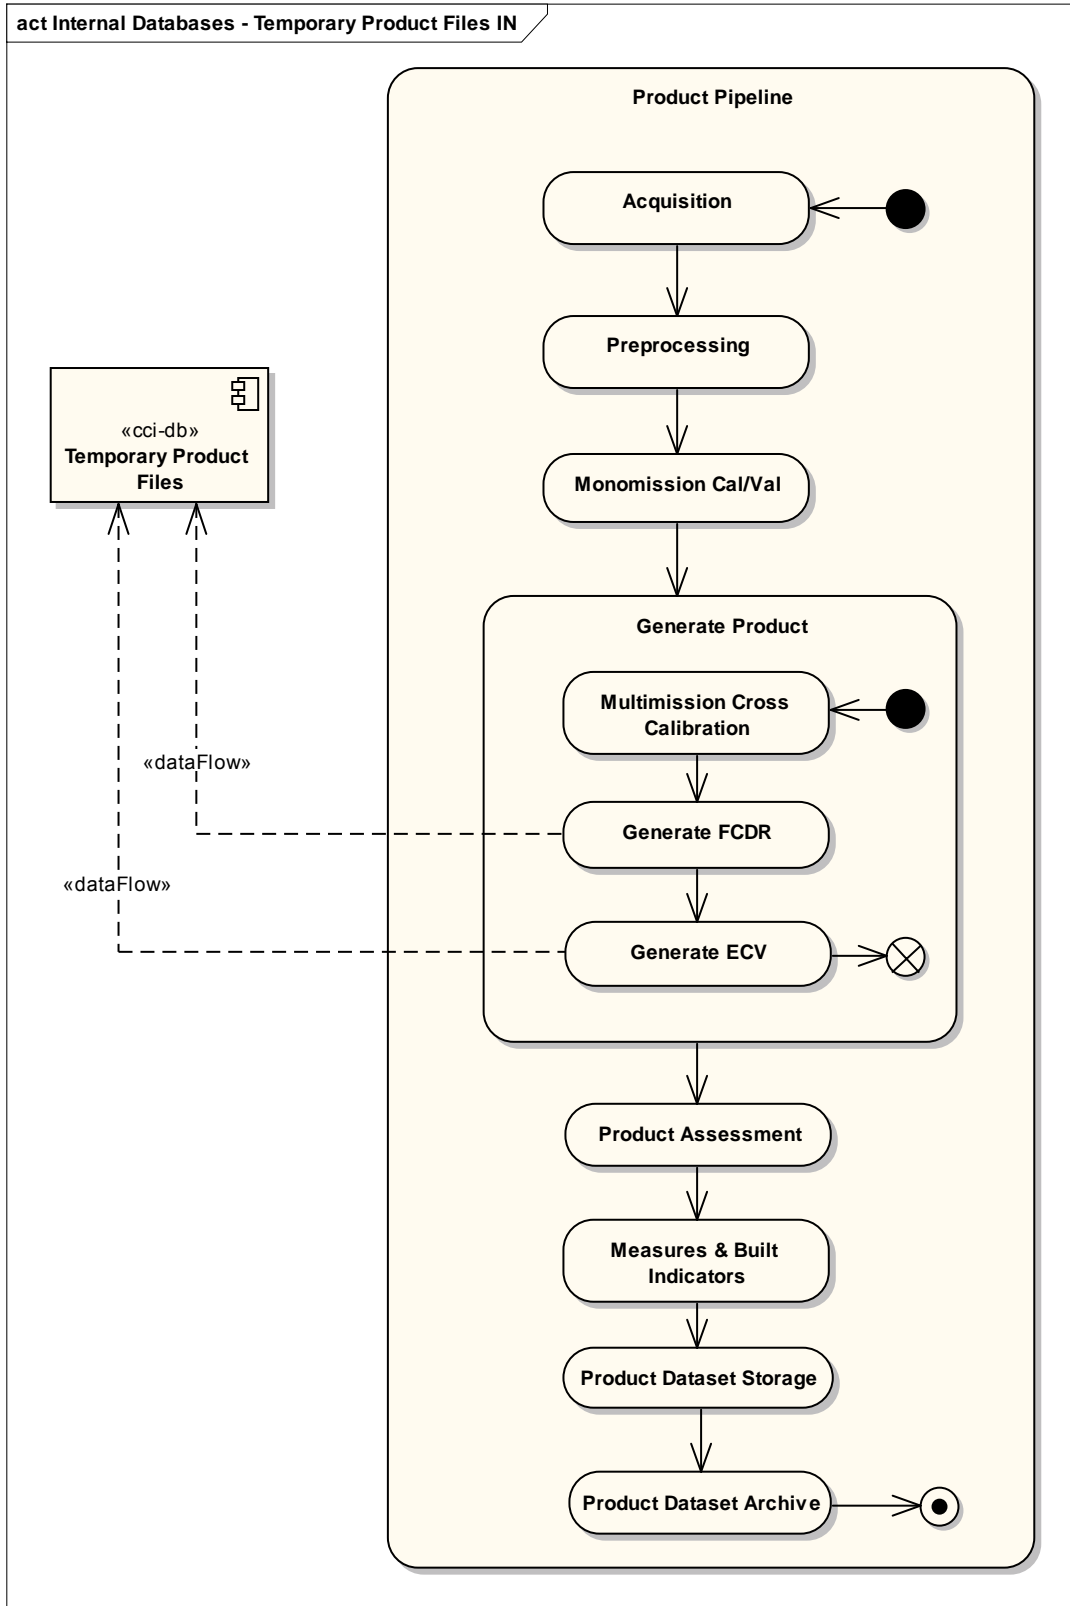 act Internal Databases - Temporary Product Files IN
Product Pipeline
Acquisition
Preprocessing
«cci-db»
Temporary Product
Files
Monomission Cal/Val
Generate Product
Multimission Cross
Calibration
«dataFlow»
Generate FCDR
«dataFlow»
Generate ECV
Product Assessment
Measures & Built
Indicators
Product Dataset Storage
Product Dataset Archive